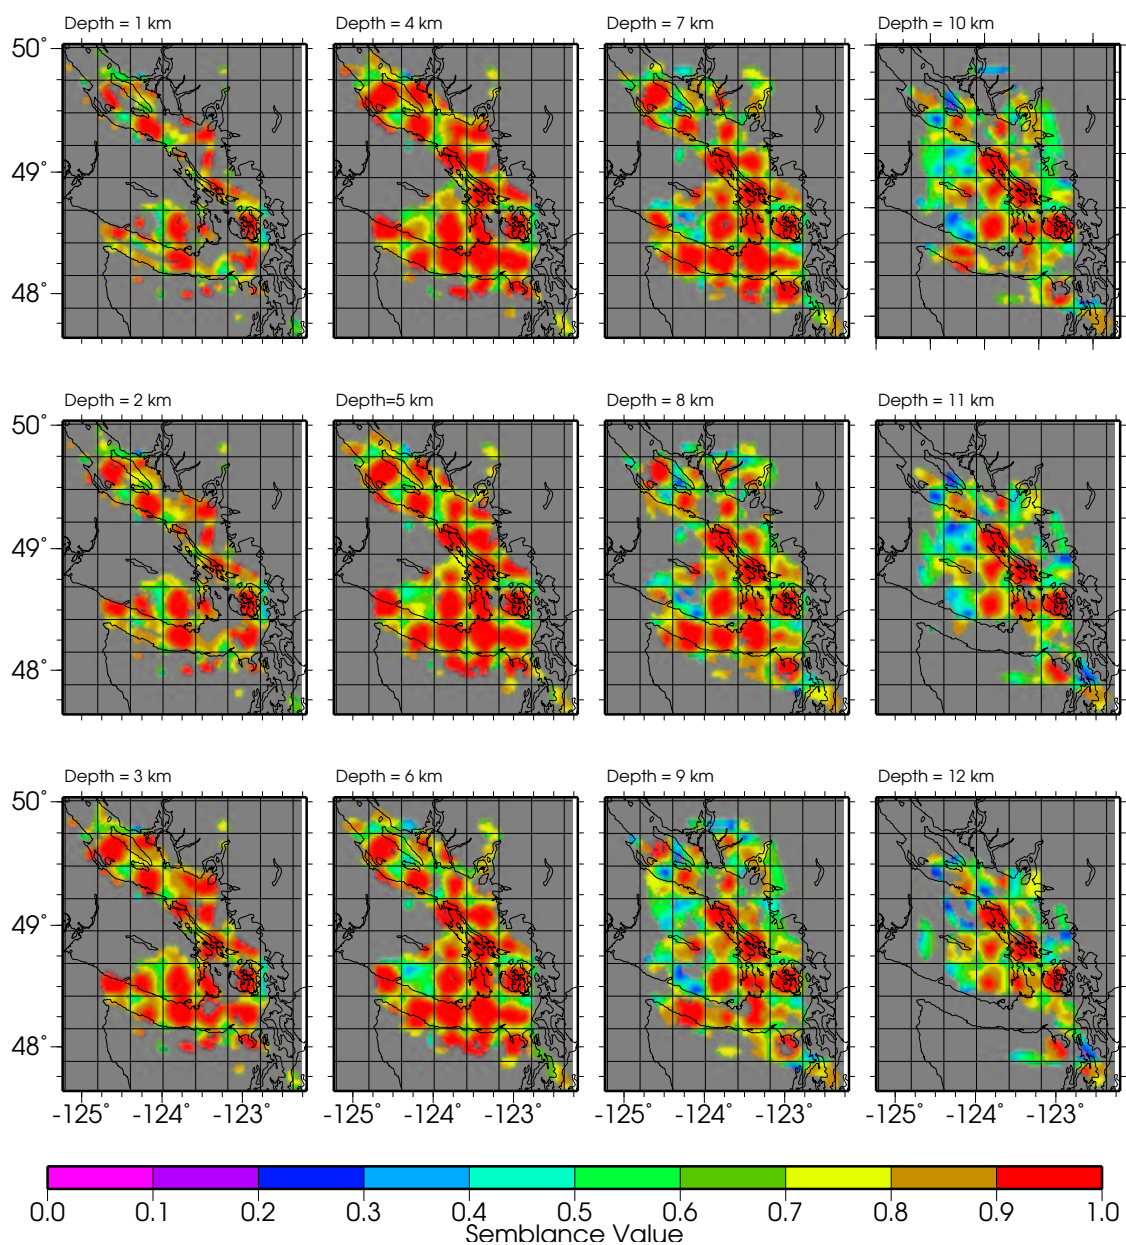 Depth = 1 km
Depth = 4 km
Depth = 7 km
Depth = 10 km
50°
49°
48°
Depth = 2 km
Depth=5 km
Depth = 8 km
Depth = 11 km
50°
49°
48°
Depth = 3 km
Depth = 6 km
Depth = 9 km
Depth = 12 km
50°
49°
48°
-125° -124° -123°
-125° -124° -123°
-125° -124° -123°
-125° -124° -123°
0.0 0.1 0.2 0.3 0.4 0.5 0.6 0.7 0.8 0.9 1.0
Semblance Value